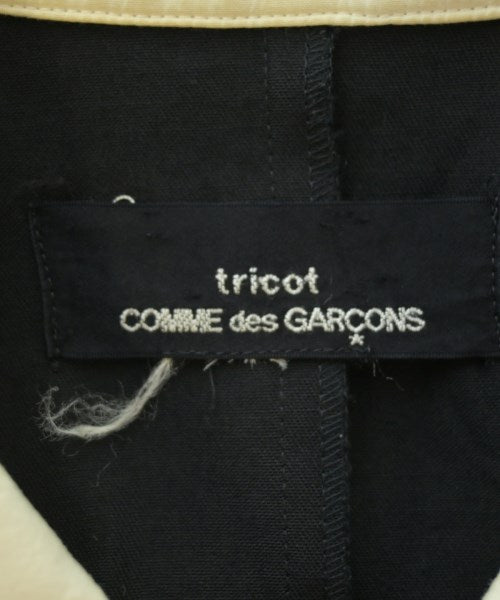 tricot
COMME des GARÇONS
*